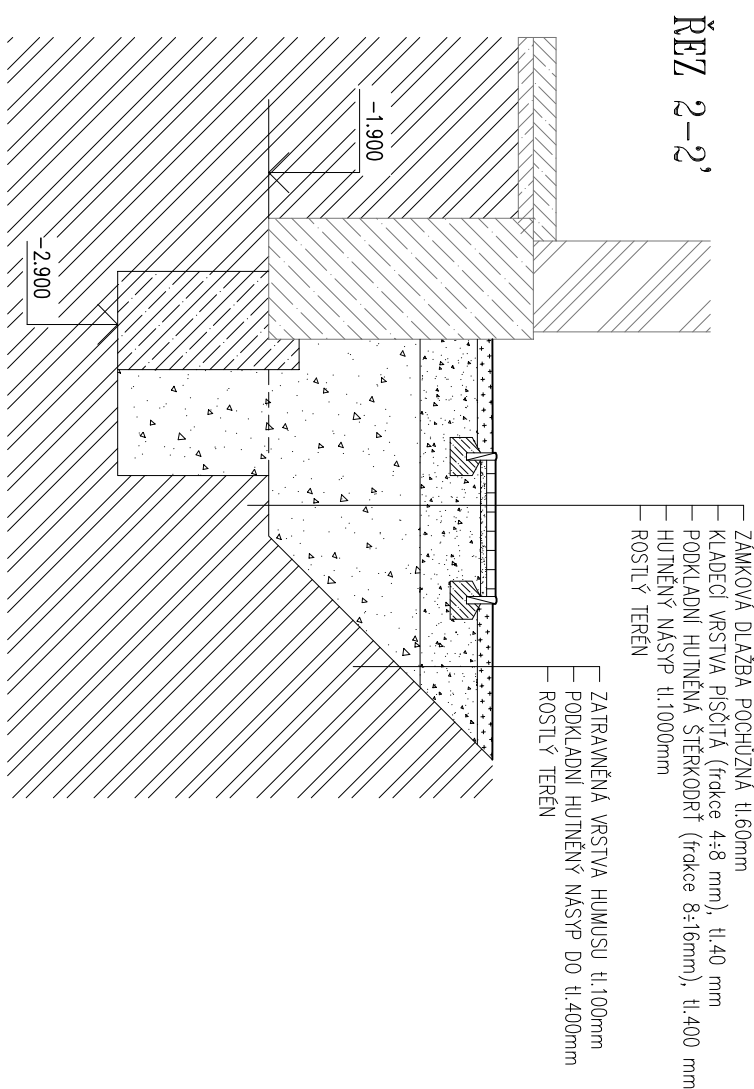 ŘEZ 2-2'
ZÁMKOVÁ DLAŽBA POCHŮZNÁ tl.60mm
KLADECÍ VRSTVA PÍSČITÁ (frakce 4÷8 mm), tl.40 mm
PODKLADNÍ HUTNĚNÁ ŠTĚRKODRŤ (frakce 8÷16mm), tl.400 mm
HUTNĚNÝ NÁSYP tl.1000mm
ROSTLÝ TERÉN
ZATRAVNĚNÁ VRSTVA HUMUSU tl.100mm
PODKLADNÍ HUTNĚNÝ NÁSYP DO tl.400mm
ROSTLÝ TERÉN
-1.900
-2.900